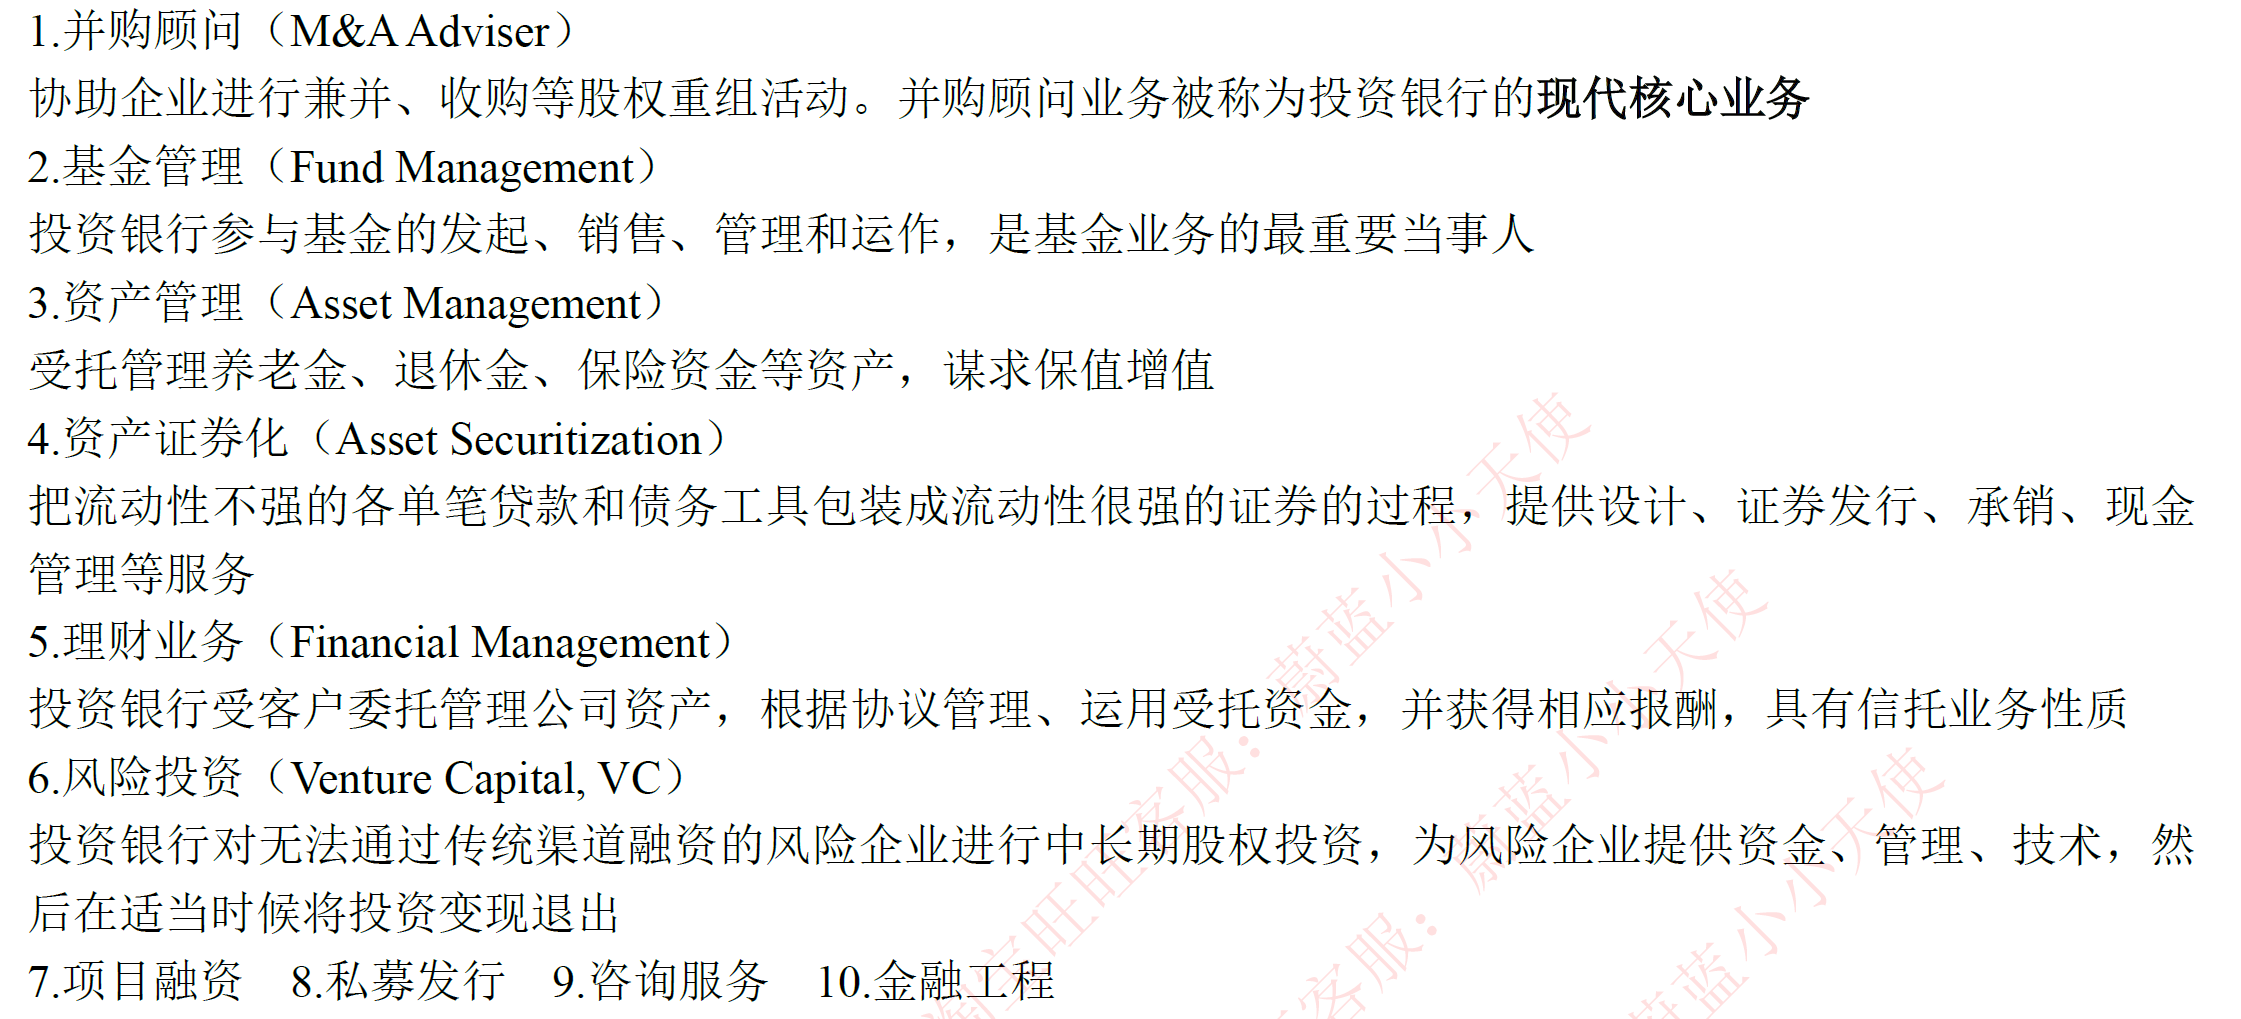 1.并购顾问（M&A Adviser）
协助企业进行兼并、收购等股权重组活动。并购顾问业务被称为投资银行的现代核心业务
2.基金管理（Fund Management）
投资银行参与基金的发起、销售、管理和运作，是基金业务的最重要当事人
3.资产管理（Asset Management）
受托管理养老金、退休金、保险资金等资产，谋求保值增值
4.资产证券化（Asset Securitization）
把流动性不强的各单笔贷款和债务工具包装成流动性很强的证券的过程，提供设计、证券发行、承销、现金
管理等服务
5.理财业务（Financial Management）
投资银行受客户委托管理公司资产，根据协议管理、运用受托资金，并获得相应报酬，具有信托业务性质
6.风险投资（Venture Capital, VC）
投资银行对无法通过传统渠道融资的风险企业进行中长期股权投资，为风险企业提供资金、管理、技术，然
后在适当时候将投资变现退出
7.项目融资　8.私募发行　9.咨询服务　10.金融工程
淘宝旺旺客服：蔚蓝小小天使
客服：蔚蓝小小天使
蔚蓝小小天使